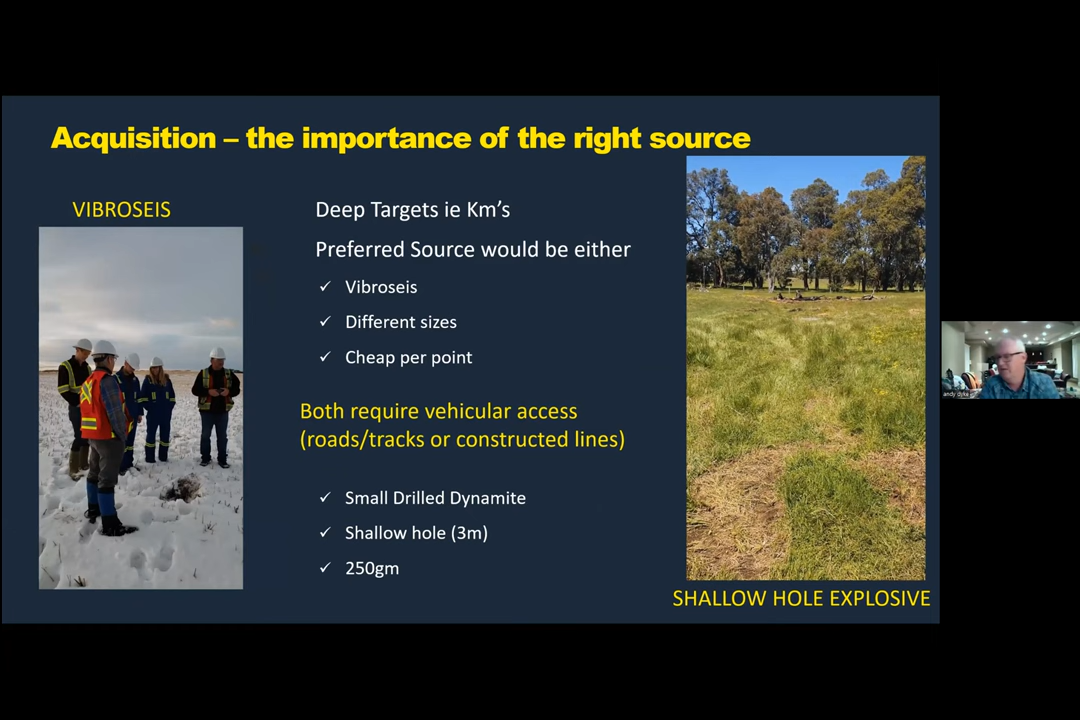 Acquisition – the importance of the right source
VIBROSEIS
Deep Targets ie Km's
Preferred Source would be either
✓ Vibroseis
✓ Different sizes
✓ Cheap per point
Both require vehicular access
(roads/tracks or constructed lines)
✓ Small Drilled Dynamite
✓ Shallow hole (3m)
✓ 250gm
SHALLOW HOLE EXPLOSIVE
andy dyke